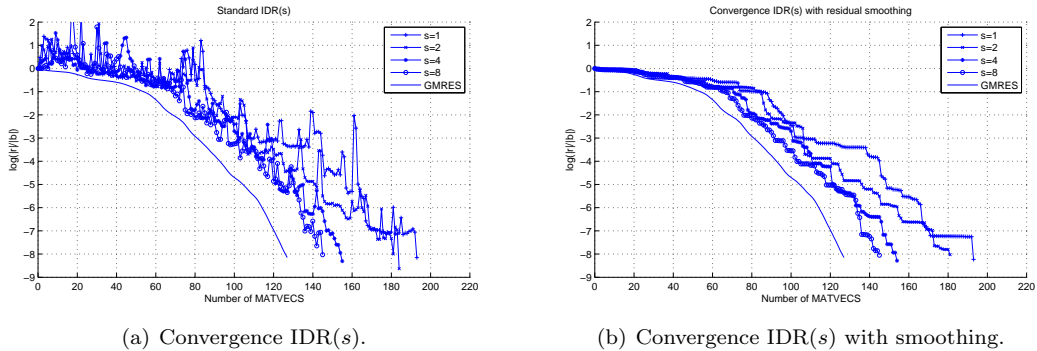 Standard IDR(s)
2
1
0
−1
−2
−3
−4
−5
−6
−7
−8
−9
log(|r|/|b|)
0 20 40 60 80 100 120 140 160 180 200 220
Number of MATVECS
s=1
s=2
s=4
s=8
GMRES
(a) Convergence IDR(s).
Convergence IDR(s) with residual smoothing
2
1
0
−1
−2
−3
−4
−5
−6
−7
−8
−9
log(|r|/|b|)
0 20 40 60 80 100 120 140 160 180 200 220
Number of MATVECS
s=1
s=2
s=4
s=8
GMRES
(b) Convergence IDR(s) with smoothing.